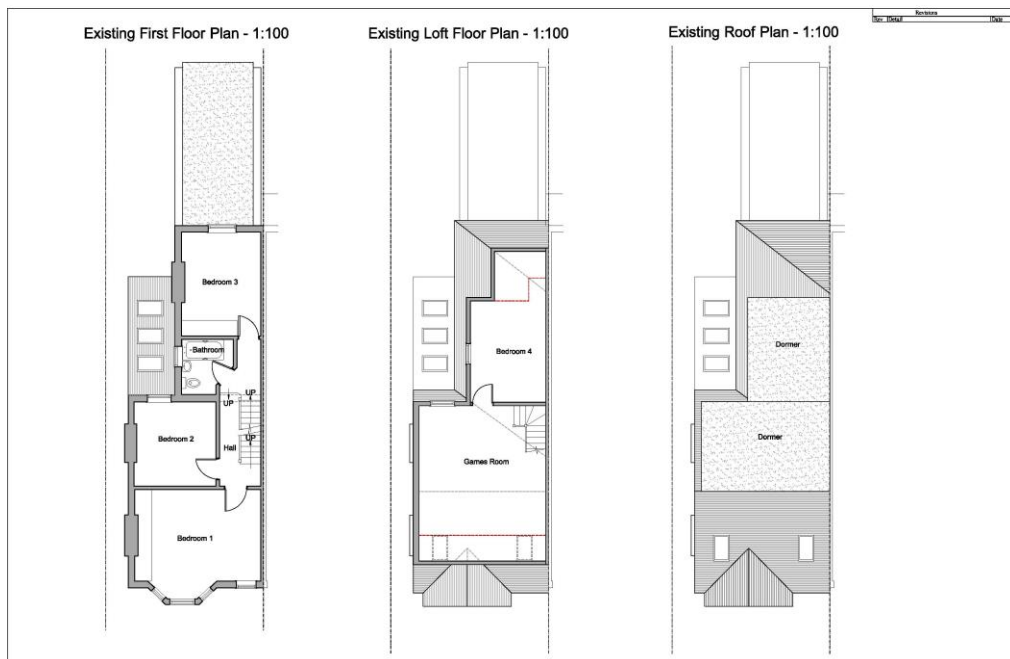 Revisions
Rev Detail Date
Existing First Floor Plan - 1:100
Existing Loft Floor Plan - 1:100
Existing Roof Plan - 1:100
Bedroom 3
Bathroom
UP
UP
UP
Bedroom 2
Hall
Bedroom 1
Bedroom 4
Games Room
Dormer
Dormer